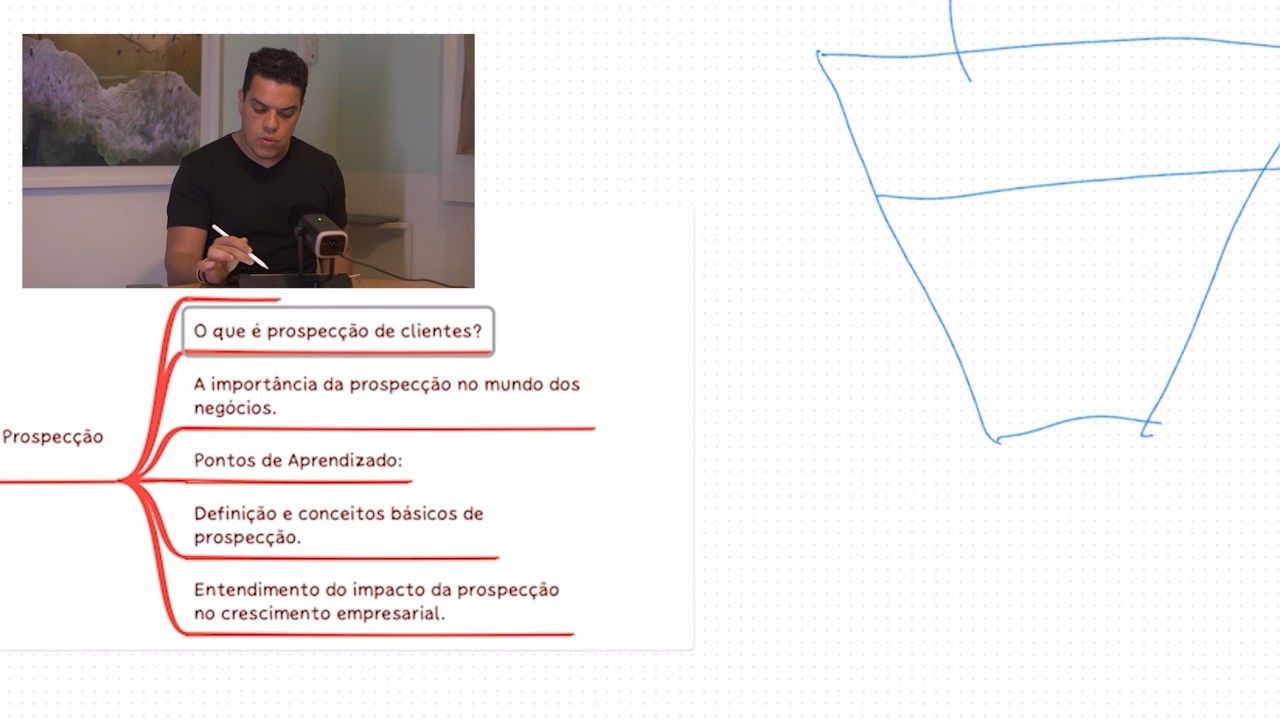 O que é prospecção de clientes?
A importância da prospecção no mundo dos
negócios.
Prospecção
Pontos de Aprendizado:
Definição e conceitos básicos de
prospecção.
Entendimento do impacto da prospecção
no crescimento empresarial.